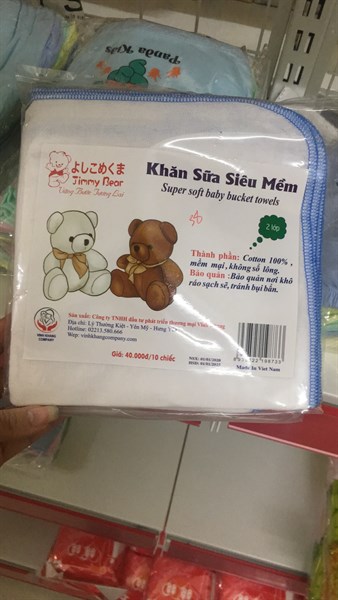 Panda Kids
よしこめくま
Jimmy Bear
Khăn Sữa Siêu Mềm
Super soft baby bucket towels
2 lớp
Thành phần: Cotton 100%,
mềm mại, không sổ lông.
Bảo quản: Bảo quản nơi khô
ráo sạch sẽ, tránh bụi bẩn.
Sản xuất: Công ty TNHH đầu tư phát triển thương mại
Địa chỉ: Lý Thường Kiệt - Yên Mỹ - Hưng
Hotline: 02213.580.666
Wep: vinhkhangcompany.com
COMPANY
Giá: 40.000đ/10 chiếc
Made In Viet Nam